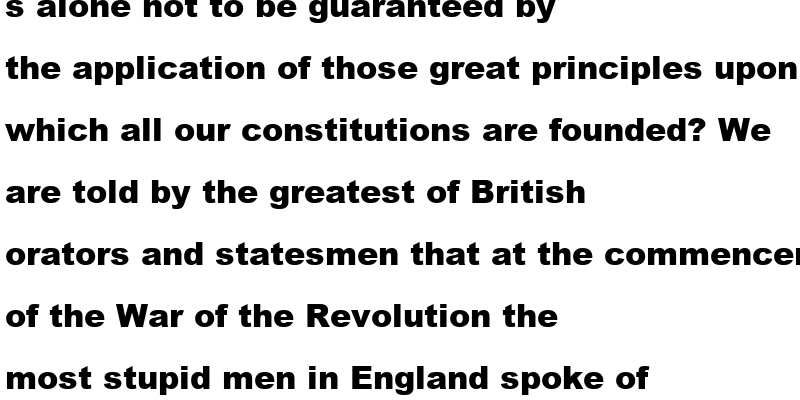 s alone not to be guaranteed by
the application of those great principles upon
which all our constitutions are founded? We
are told by the greatest of British
orators and statesmen that at the
of the War of the Revolution the
most stupid men in England spoke of